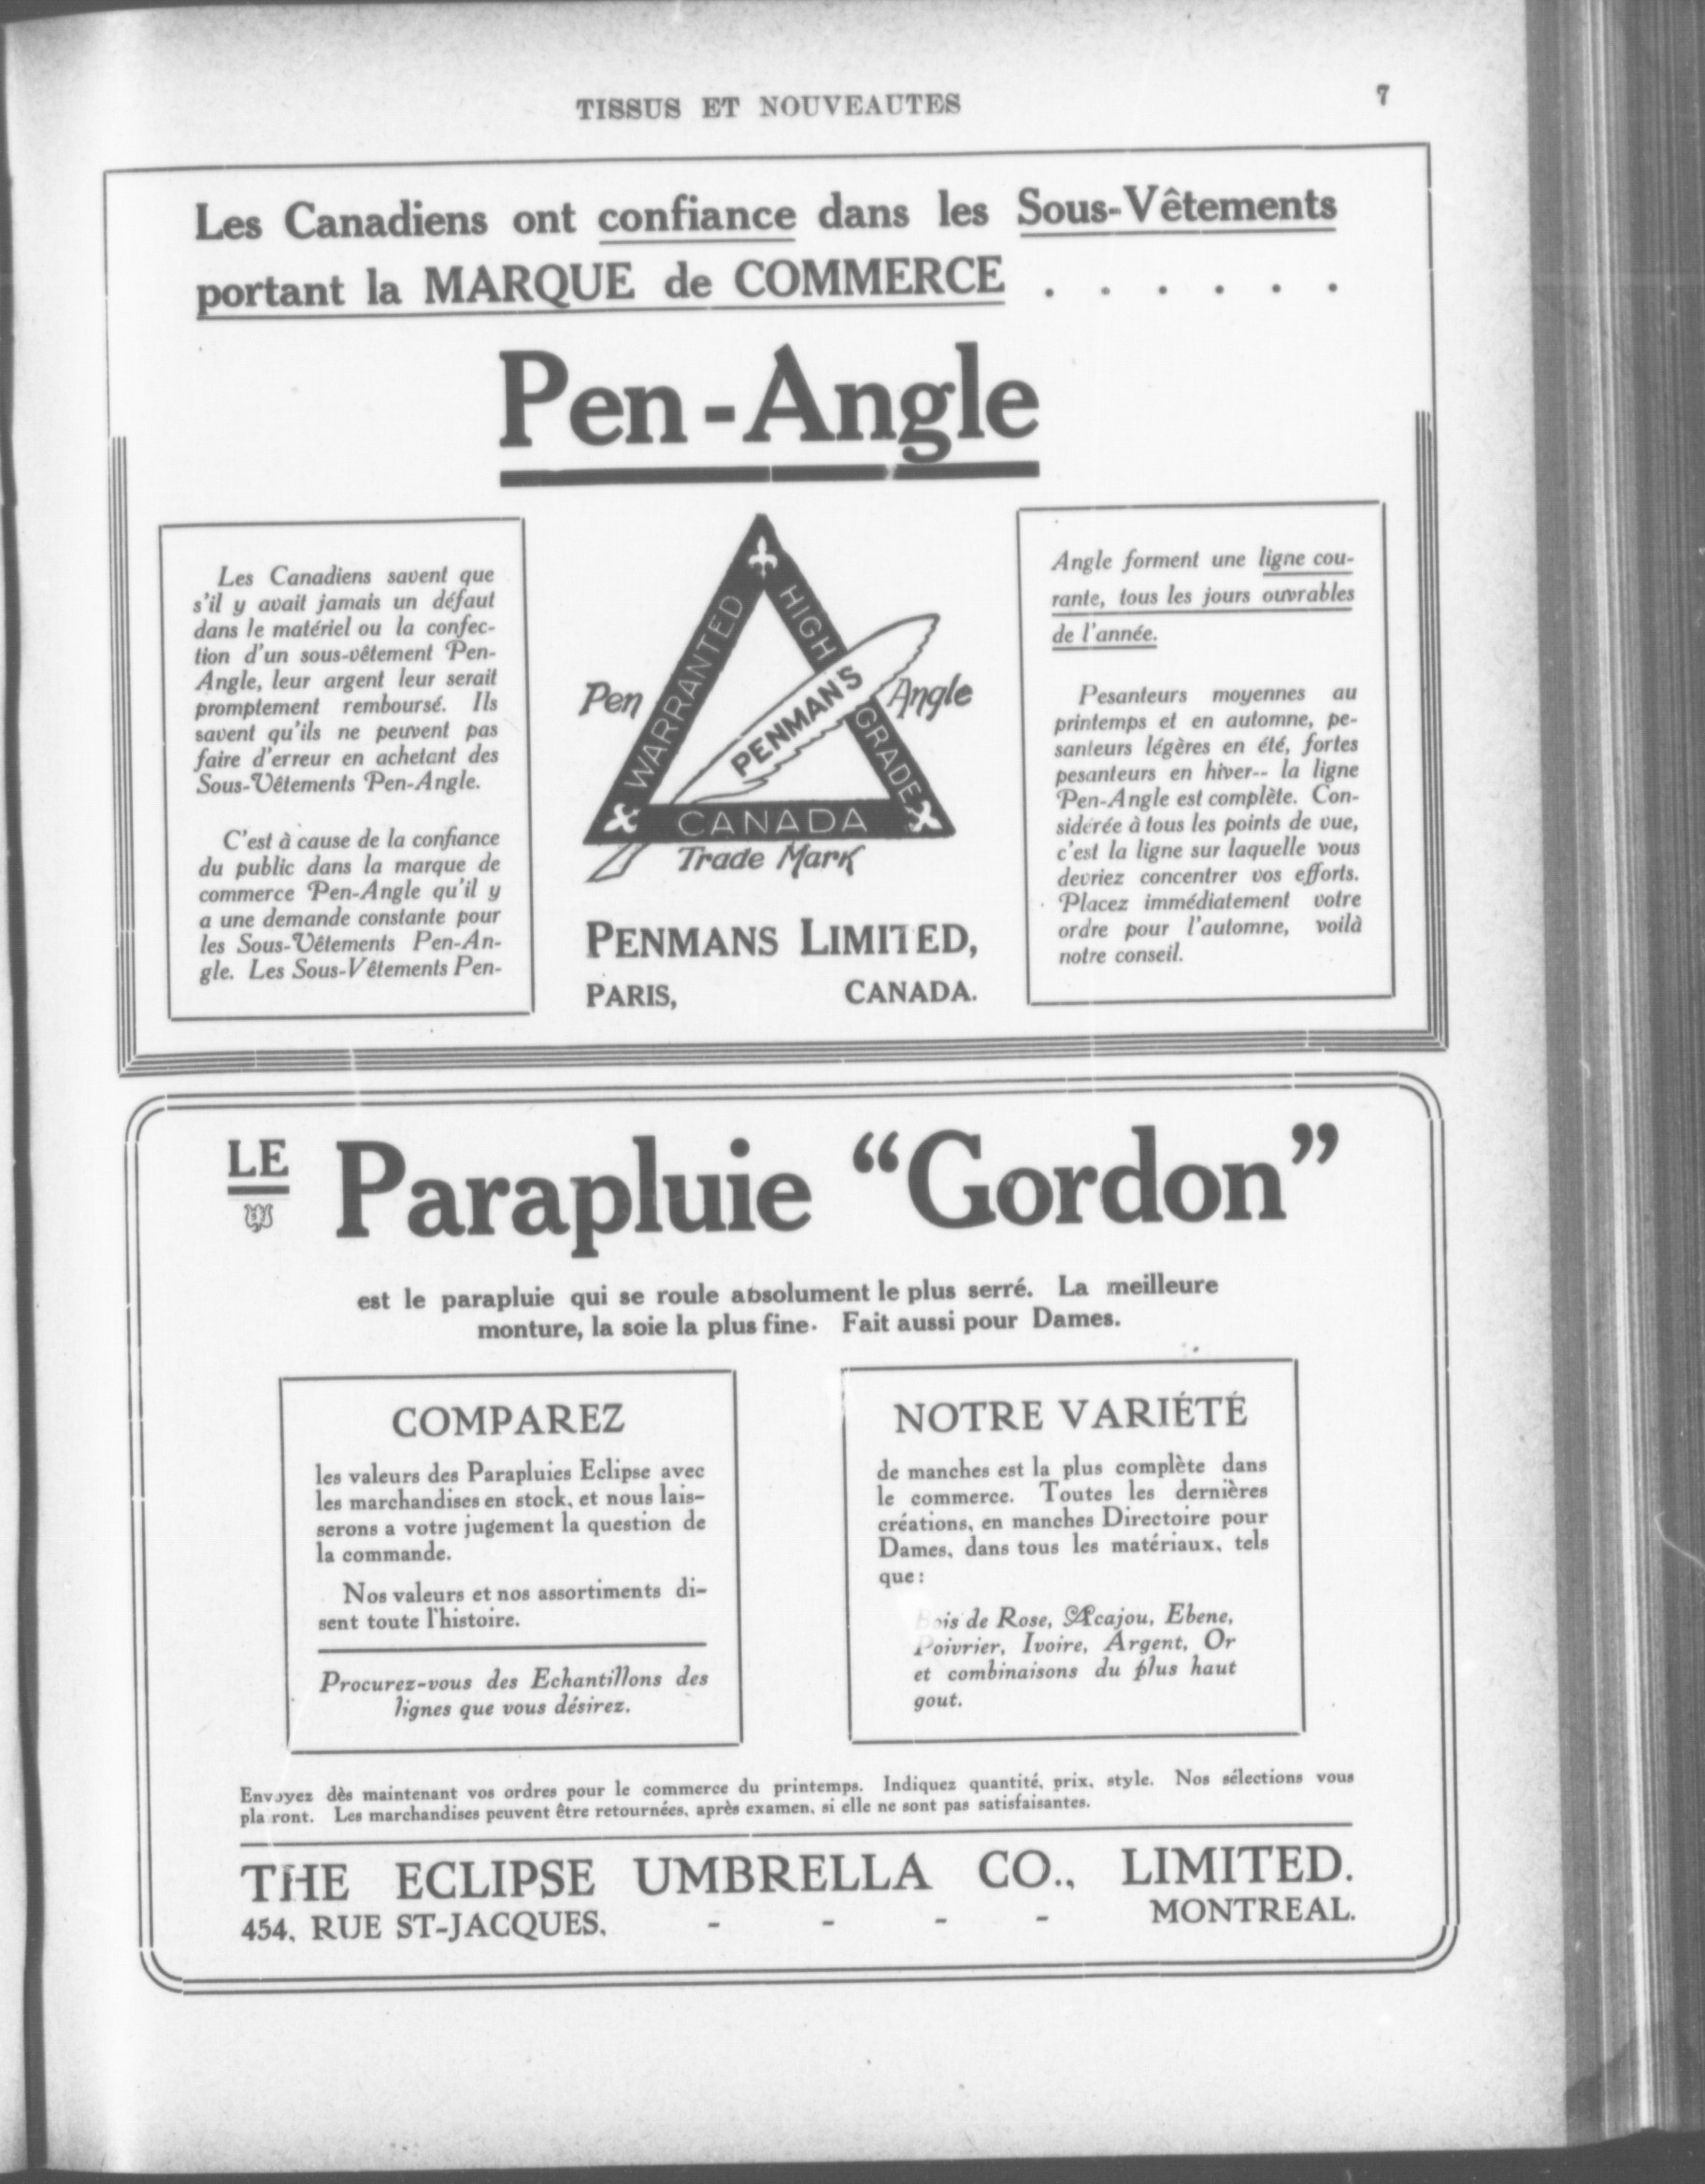 TISSUS ET NOUVEAUTES 7
Les Canadiens ont confiance dans les Sous-Vêtements
portant la MARQUE de COMMERCE . . . . . .
Pen-Angle
Les Canadiens savent que
s'il y avait jamais un défaut
dans le matériel ou la confec-
tion d'un sous-vêtement Pen-
Angle, leur argent leur serait
promptement remboursé. Ils
savent qu'ils ne peuvent pas
faire d'erreur en achetant des
Sous-Vêtements Pen-Angle.
C'est à cause de la confiance
du public dans la marque de
commerce Pen-Angle qu'il y
a une demande constante pour
les Sous-Vêtements Pen-An-
gle. Les Sous-Vêtements Pen-
WARRANTED
HIGH GRADE
Pen PENMANS Angle
CANADA
Trade Mark
PENMANS LIMITED,
PARIS, CANADA.
Angle forment une ligne cou-
rante, tous les jours ouvrables
de l'année.
Pesanteurs moyennes au
printemps et en automne, pe-
santeurs légères en été, fortes
pesanteurs en hiver-- la ligne
Pen-Angle est complète. Con-
sidérée à tous les points de vue,
c'est la ligne sur laquelle vous
devriez concentrer vos efforts.
Placez immédiatement votre
ordre pour l'automne, voilà
notre conseil.
LE Parapluie "Gordon"
est le parapluie qui se roule absolument le plus serré. La meilleure
monture, la soie la plus fine. Fait aussi pour Dames.
COMPAREZ
les valeurs des Parapluies Eclipse avec
les marchandises en stock, et nous lais-
serons a votre jugement la question de
la commande.
Nos valeurs et nos assortiments di-
sent toute l'histoire.
Procurez-vous des Echantillons des
lignes que vous désirez.
NOTRE VARIÉTÉ
de manches est la plus complète dans
le commerce. Toutes les dernières
créations, en manches Directoire pour
Dames, dans tous les matériaux, tels
que :
Bois de Rose, Acajou, Ebene,
Poivrier, Ivoire, Argent, Or
et combinaisons du plus haut
gout.
Envoyez dès maintenant vos ordres pour le commerce du printemps. Indiquez quantité, prix, style. Nos sélections vous
plairont. Les marchandises peuvent être retournées, après examen, si elle ne sont pas satisfaisantes.
THE ECLIPSE UMBRELLA CO., LIMITED.
454, RUE ST-JACQUES, - - - - MONTREAL.